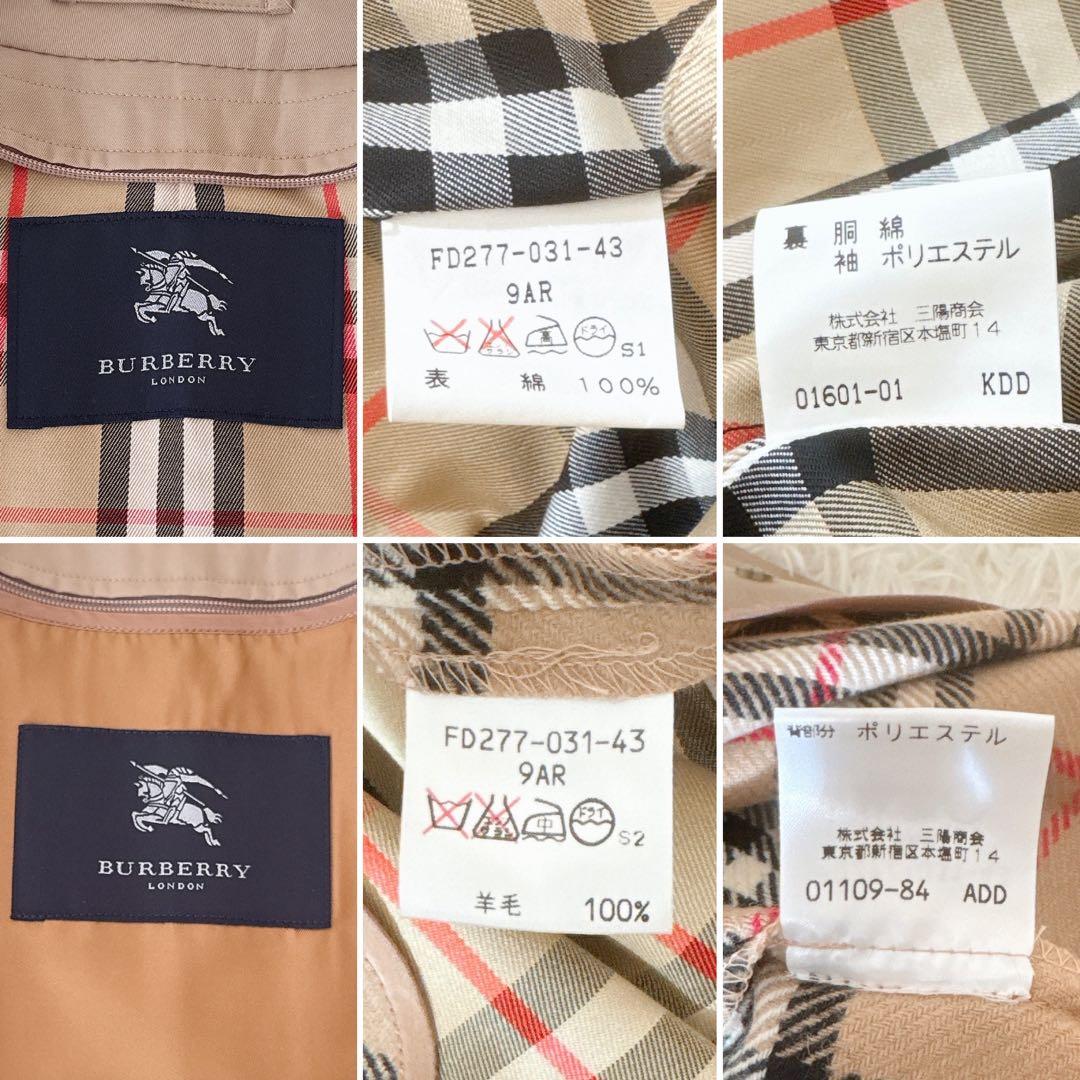 BURBERRY
LONDON
FD277-031-43
9AR
高 ドライ S1
表 綿 100%
裏 胴 綿
袖 ポリエステル
株式会社 三陽商会
東京都新宿区本塩町14
01601-01 KDD
BURBERRY
LONDON
FD277-031-43
9AR
中 ドライ S2
羊毛 100%
背部分 ポリエステル
株式会社 三陽商会
東京都新宿区本塩町14
01109-84 ADD